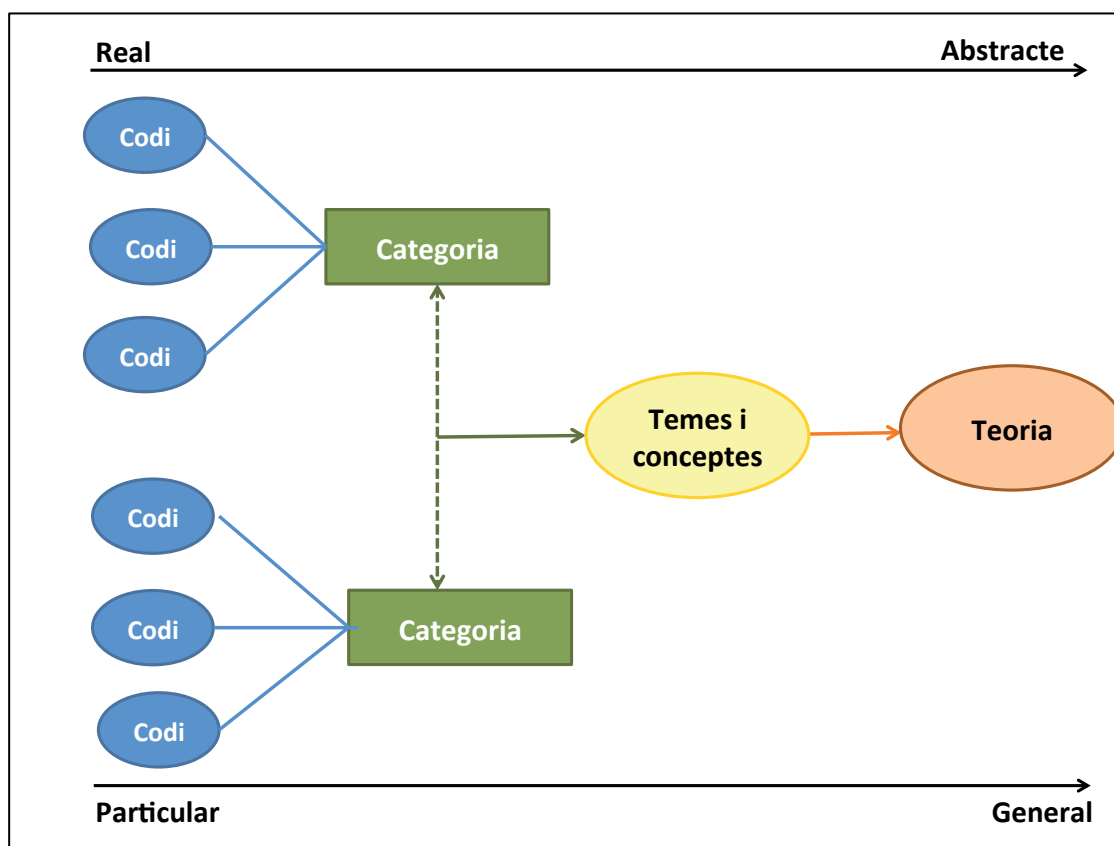 Real
Abstracte
Codi
Codi
Categoria
Codi
Temes i
conceptes
Teoria
Codi
Codi
Categoria
Codi
Particular
General